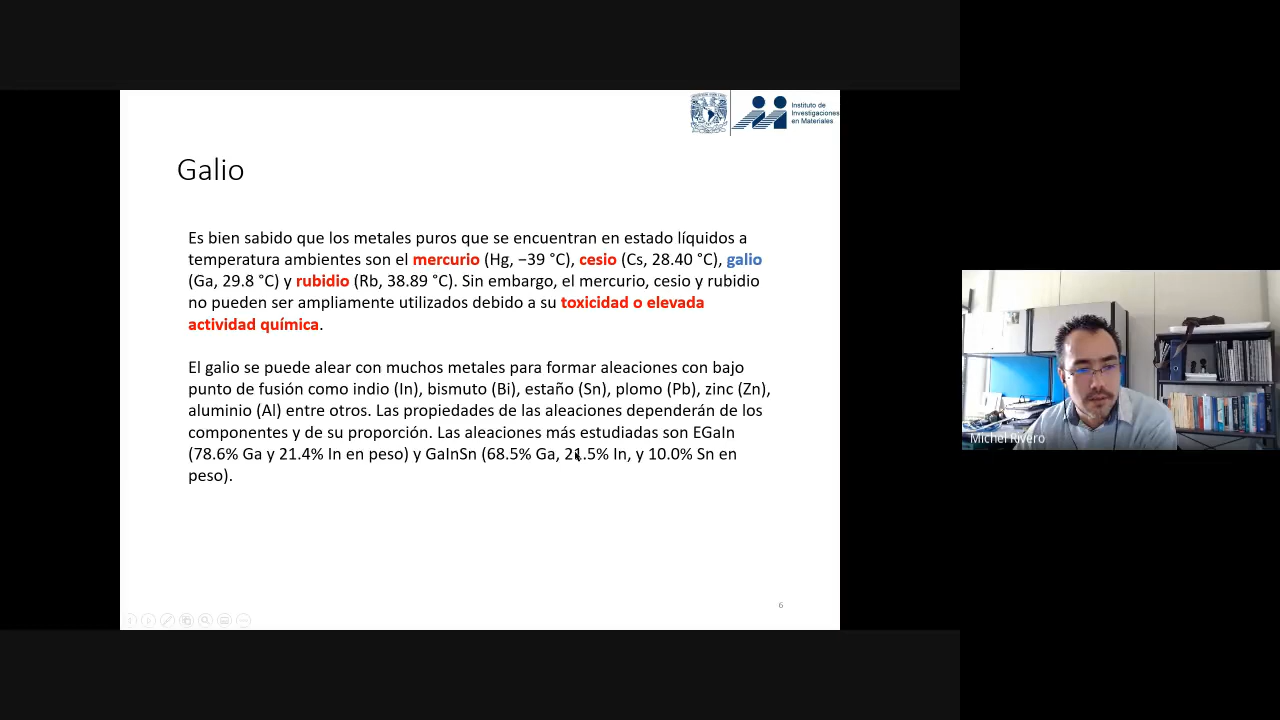 Instituto de
Investigaciones
en Materiales
Galio
Es bien sabido que los metales puros que se encuentran en estado líquidos a
temperatura ambientes son el mercurio (Hg, −39 °C), cesio (Cs, 28.40 °C), galio
(Ga, 29.8 °C) y rubidio (Rb, 38.89 °C). Sin embargo, el mercurio, cesio y rubidio
no pueden ser ampliamente utilizados debido a su toxicidad o elevada
actividad química.
El galio se puede alear con muchos metales para formar aleaciones con bajo
punto de fusión como indio (In), bismuto (Bi), estaño (Sn), plomo (Pb), zinc (Zn),
aluminio (Al) entre otros. Las propiedades de las aleaciones dependerán de los
componentes y de su proporción. Las aleaciones más estudiadas son EGaIn
(78.6% Ga y 21.4% In en peso) y GaInSn (68.5% Ga, 21.5% In, y 10.0% Sn en
peso).
6
Michel Rivero